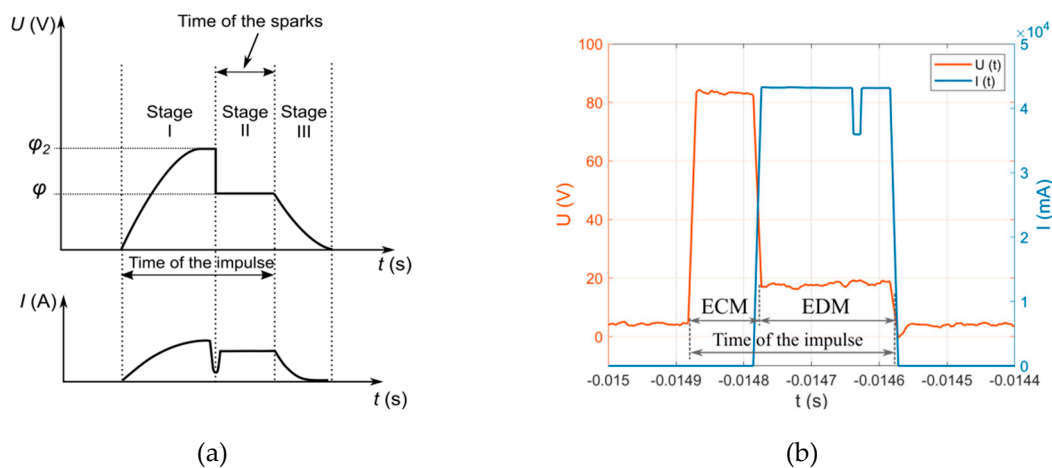 Time of the sparks
U (V)
Stage
I
Stage
II
Stage
III
φ2
φ
t (s)
Time of the impulse
I (A)
t (s)
(a)
×10⁴
100
80
60
40
20
0
U (V)
5
4
3
2
1
0
I (mA)
U (t)
I (t)
ECM
EDM
Time of the impulse
-0.015
-0.0149
-0.0148
-0.0147
-0.0146
-0.0145
-0.0144
t (s)
(b)